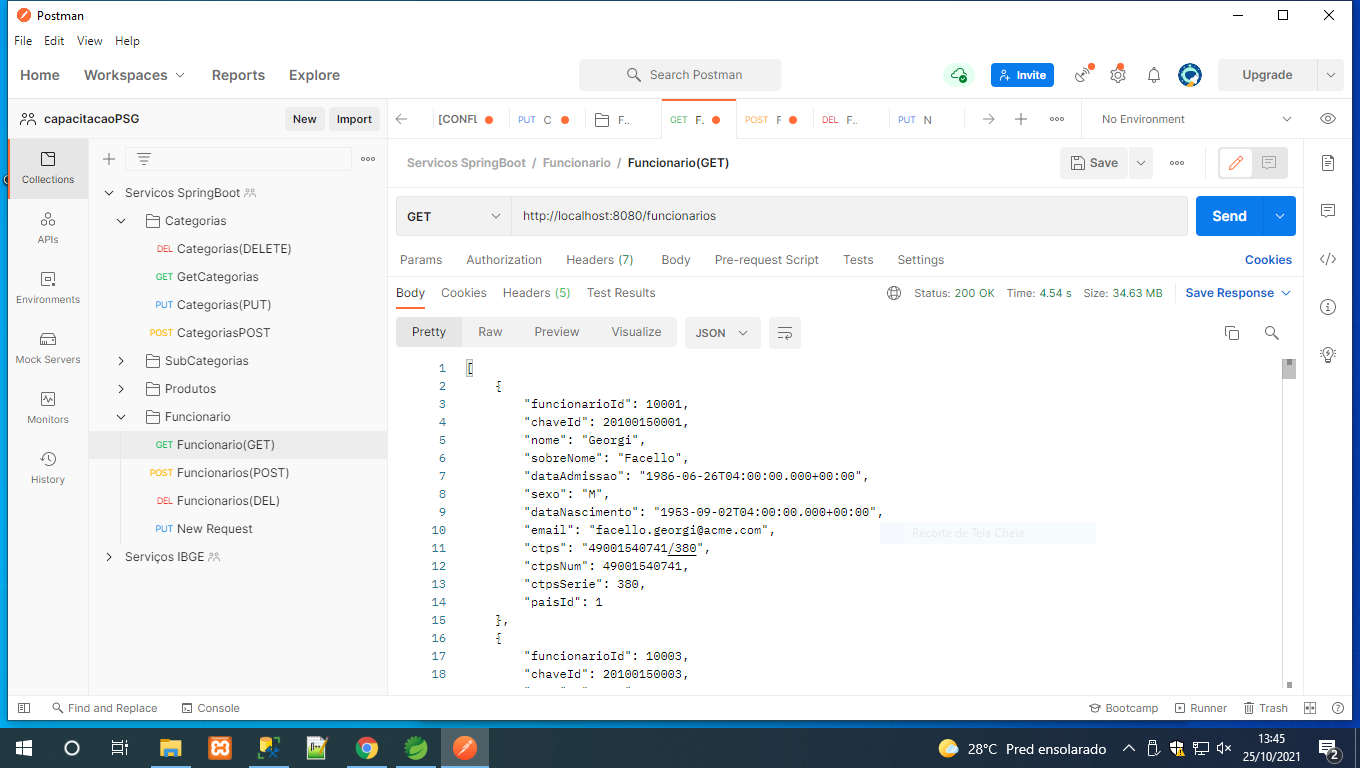 Postman
File Edit View Help
Home Workspaces Reports Explore Search Postman Invite Upgrade
capacitacaoPSG New Import
[CONFL PUT C F.. GET F. POST F DEL F.. PUT N No Environment
Servicos SpringBoot / Funcionario / Funcionario(GET) Save
GET http://localhost:8080/funcionarios Send
Params Authorization Headers (7) Body Pre-request Script Tests Settings Cookies
Body Cookies Headers (5) Test Results Status: 200 OK Time: 4.54 s Size: 34.63 MB Save Response
Pretty Raw Preview Visualize JSON
Collections
APIs
Environments
Mock Servers
Monitors
History
Servicos SpringBoot
Categorias
DEL Categorias(DELETE)
GET GetCategorias
PUT Categorias(PUT)
POST CategoriasPOST
SubCategorias
Produtos
Funcionario
GET Funcionario(GET)
POST Funcionarios(POST)
DEL Funcionarios(DEL)
PUT New Request
Serviços IBGE
1 [
2 {
3 "funcionarioId": 10001,
4 "chaveId": 20100150001,
5 "nome": "Georgi",
6 "sobreNome": "Facello",
7 "dataAdmissao": "1986-06-26T04:00:00.000+00:00",
8 "sexo": "M",
9 "dataNascimento": "1953-09-02T04:00:00.000+00:00",
10 "email": "facello.georgi@acme.com",
Recorte de Tela Cheia
11 "ctps": "49001540741/380",
12 "ctpsNum": 49001540741,
13 "ctpsSerie": 380,
14 "paisId": 1
15 },
16 {
17 "funcionarioId": 10003,
18 "chaveId": 20100150003,
Find and Replace Console Bootcamp Runner Trash
28°C Pred ensolarado
13:45
25/10/2021
2